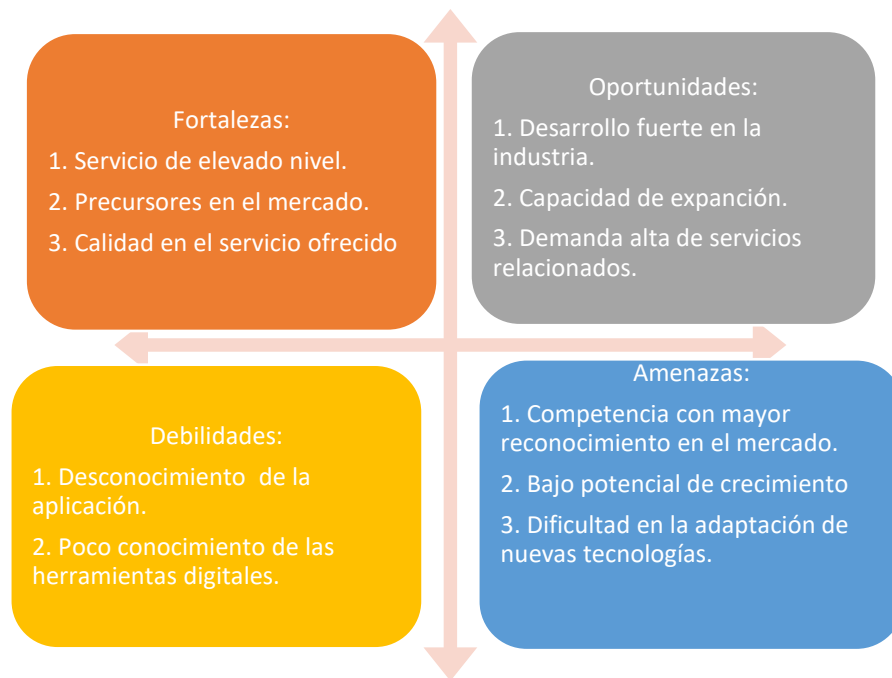 Fortalezas:
1. Servicio de elevado nivel.
2. Precursores en el mercado.
3. Calidad en el servicio ofrecido
Oportunidades:
1. Desarrollo fuerte en la
industria.
2. Capacidad de expanción.
3. Demanda alta de servicios
relacionados.
Debilidades:
1. Desconocimiento  de la
aplicación.
2. Poco conocimiento de las
herramientas digitales.
Amenazas:
1. Competencia con mayor
reconocimiento en el mercado.
2. Bajo potencial de crecimiento
3. Dificultad en la adaptación de
nuevas tecnologías.